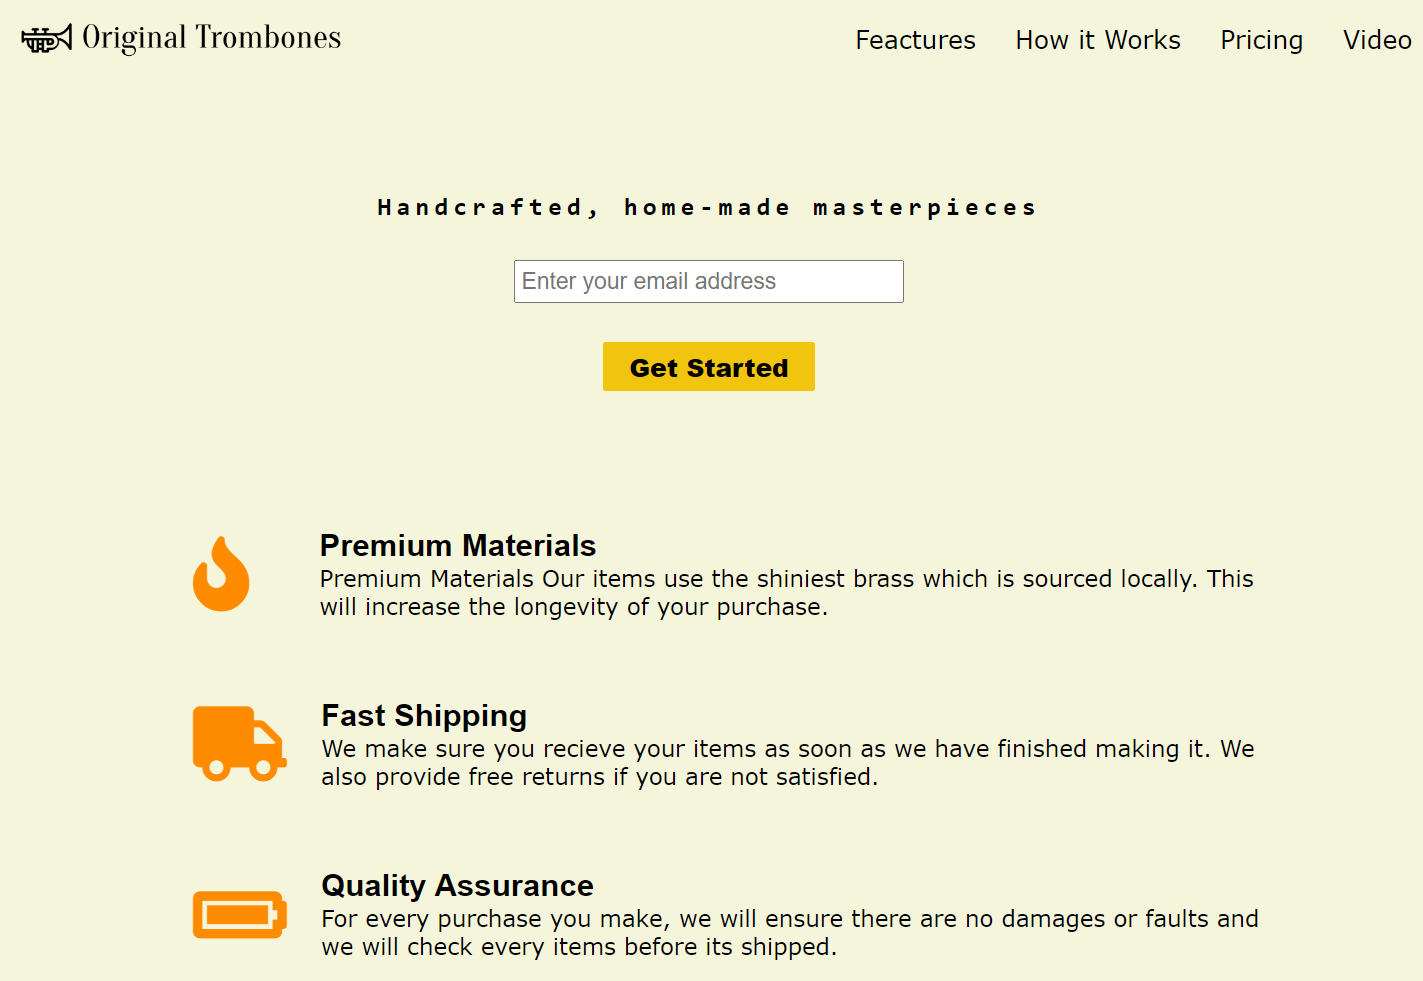 Original Trombones
Feactures How it Works Pricing Video
Handcrafted, home-made masterpieces
Enter your email address
Get Started
Premium Materials
Premium Materials Our items use the shiniest brass which is sourced locally. This
will increase the longevity of your purchase.
Fast Shipping
We make sure you recieve your items as soon as we have finished making it. We
also provide free returns if you are not satisfied.
Quality Assurance
For every purchase you make, we will ensure there are no damages or faults and
we will check every items before its shipped.